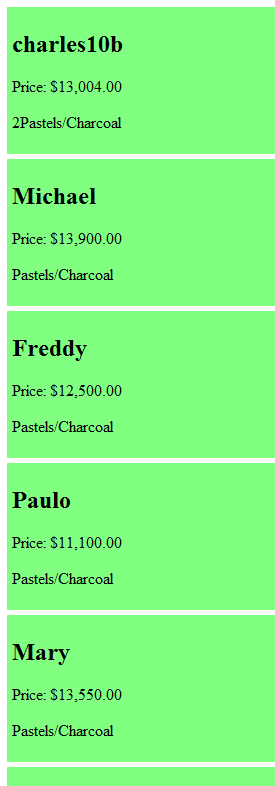 charles10b
Price: $13,004.00
2Pastels/Charcoal
Michael
Price: $13,900.00
Pastels/Charcoal
Freddy
Price: $12,500.00
Pastels/Charcoal
Paulo
Price: $11,100.00
Pastels/Charcoal
Mary
Price: $13,550.00
Pastels/Charcoal